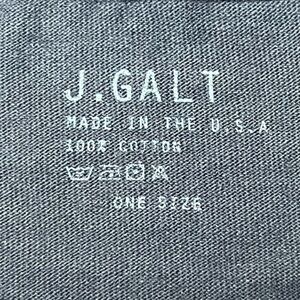 J.GALT
MADE IN THE U.S.A
100% COTTON
ONE SIZE